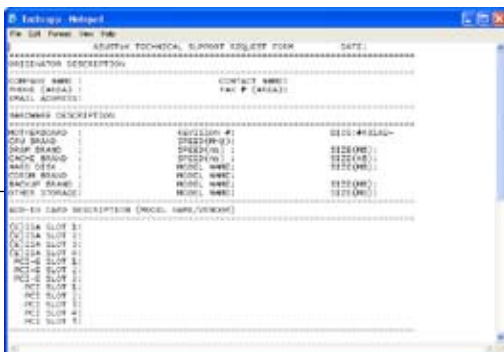 Techsupp - Notepad
File Edit Format View Help
ASUSTeK TECHNICAL SUPPORT REQUEST FORM DATE:
ORIGINATOR DESCRIPTION
COMPANY NAME : CONTACT NAME:
PHONE (AREA) : FAX # (AREA):
EMAIL ADDRESS:
HARDWARE DESCRIPTION
MOTHERBOARD : REVISION #: BIOS:
CPU BRAND : SPEED(MHz):
DRAM BRAND : SPEED(ns) : SIZE(MB):
CACHE BRAND : SPEED(ns) : SIZE(KB):
HARD DISK : MODEL NAME: SIZE(MB):
CDROM BRAND : MODEL NAME:
BACKUP BRAND : MODEL NAME: SIZE(MB):
OTHER STORAGE: MODEL NAME: SIZE(MB):
ADD-IN CARD DESCRIPTION (MODEL NAME/VENDOR)
(E)ISA SLOT 1:
(E)ISA SLOT 2:
(E)ISA SLOT 3:
(E)ISA SLOT 4:
PCI-E SLOT 1:
PCI-E SLOT 2:
PCI-E SLOT 3:
PCI SLOT 1:
PCI SLOT 2:
PCI SLOT 3:
PCI SLOT 4:
PCI SLOT 5: